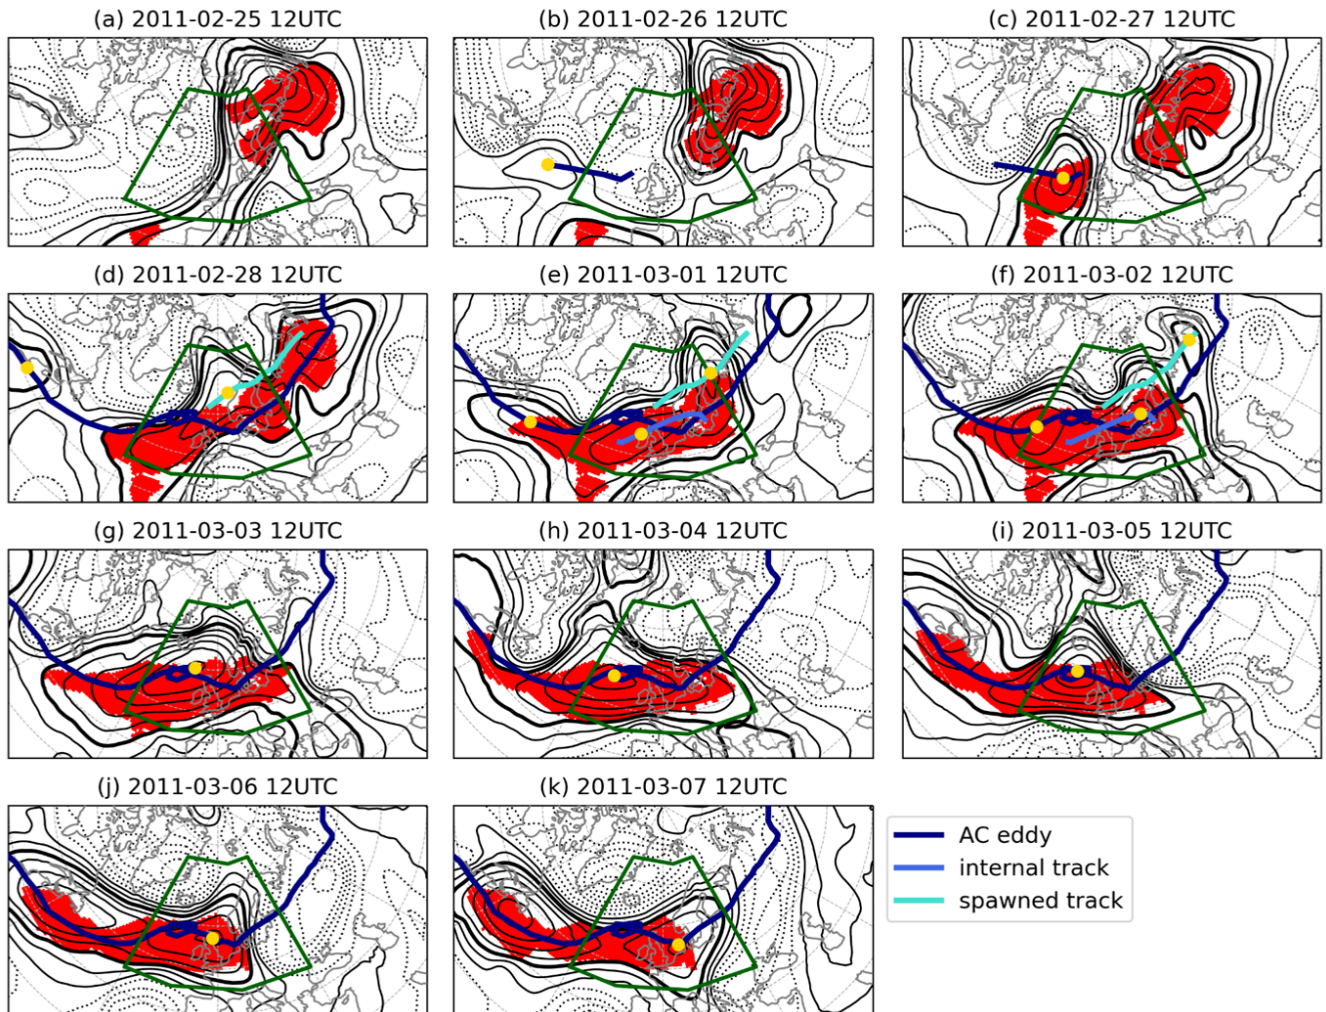 (a) 2011-02-25 12UTC
(b) 2011-02-26 12UTC
(c) 2011-02-27 12UTC
(d) 2011-02-28 12UTC
(e) 2011-03-01 12UTC
(f) 2011-03-02 12UTC
(g) 2011-03-03 12UTC
(h) 2011-03-04 12UTC
(i) 2011-03-05 12UTC
(j) 2011-03-06 12UTC
(k) 2011-03-07 12UTC
AC eddy
internal track
spawned track